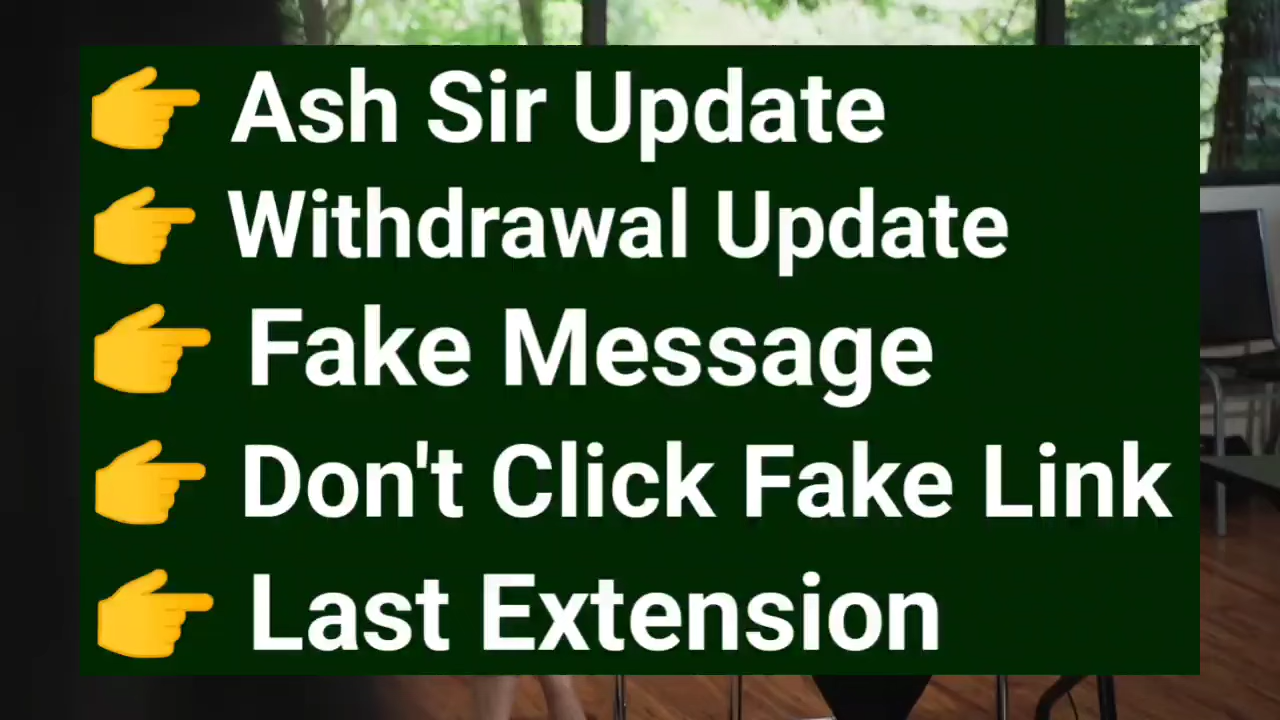 👉 Ash Sir Update
👉 Withdrawal Update
👉 Fake Message
👉 Don't Click Fake Link
👉 Last Extension